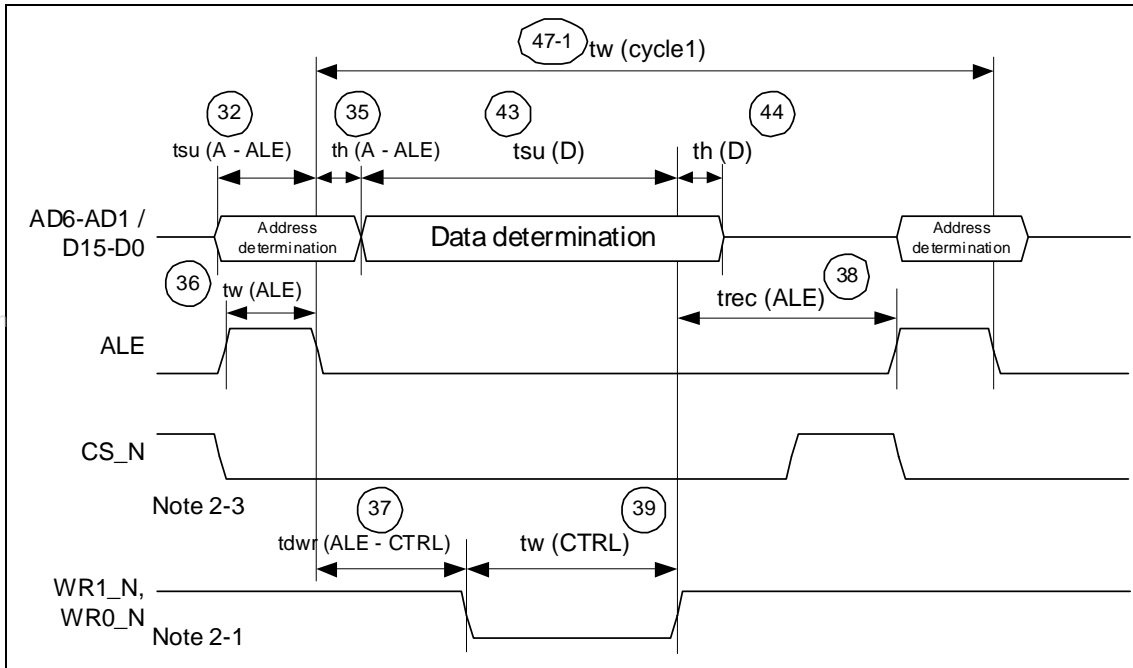 47-1
tw (cycle1)
32
35
43
44
tsu (A - ALE)
th (A - ALE)
tsu (D)
th (D)
AD6-AD1 /
D15-D0
Address
determination
Data determination
Address
determination
36
tw (ALE)
trec (ALE)
38
ALE
CS_N
Note 2-3
37
39
tdwr (ALE - CTRL)
tw (CTRL)
WR1_N,
WR0_N
Note 2-1